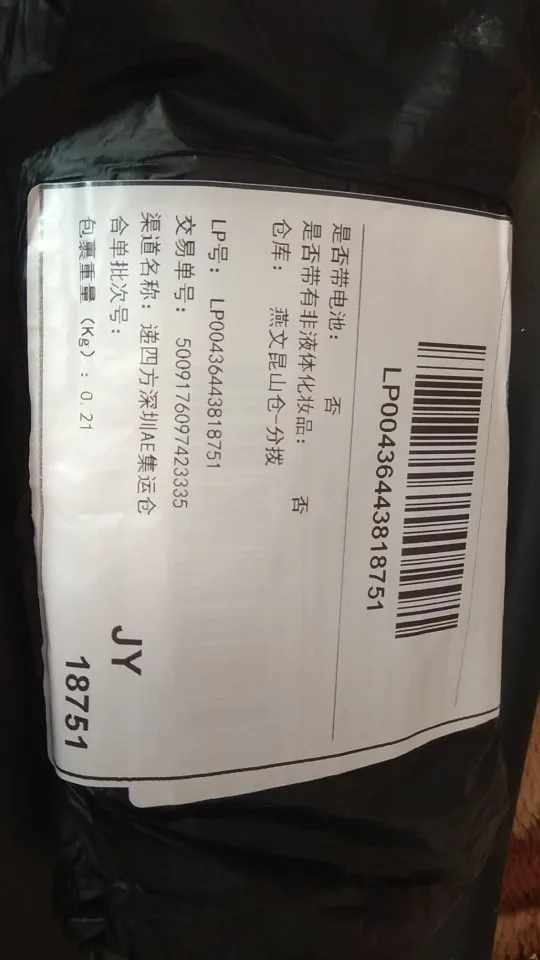 LP00436443818751
是否带电池： 否
是否带有非液体化妆品： 否
仓库： 燕文昆山仓-分拨
LP号： LP00436443818751
交易单号： 5009176097423335
渠道名称：递四方深圳AE集运仓
合单批次号：
包裹重量（Kg）：0.21
JY
18751